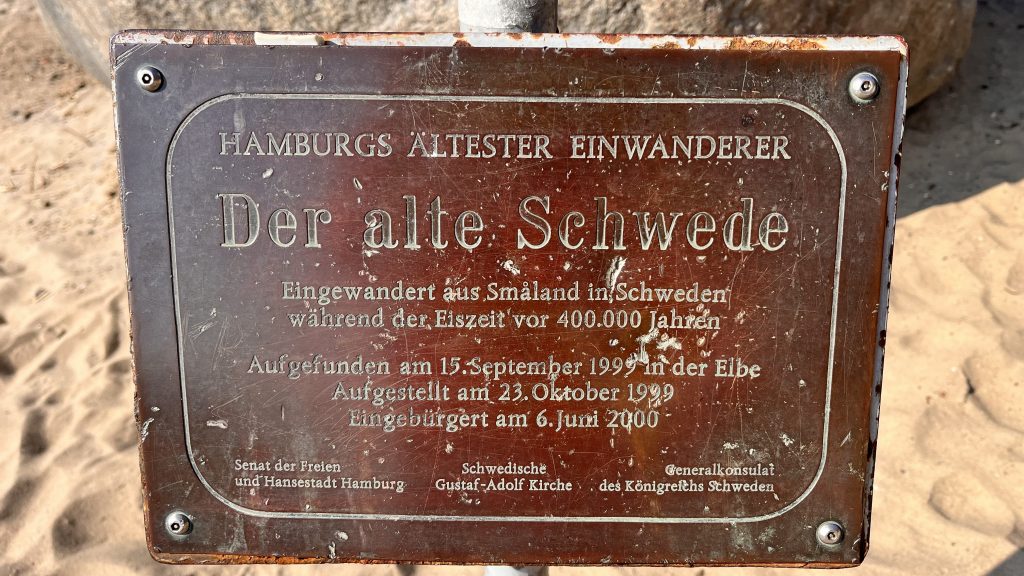 HAMBURGS ÄLTESTER EINWANDERER
Der alte Schwede
Eingewandert aus Småland in Schweden
während der Eiszeit vor 400.000 Jahren
Aufgefunden am 15. September 1999 in der Elbe
Aufgestellt am 23. Oktober 1999
Eingebürgert am 6. Juni 2000
Senat der Freien
und Hansestadt Hamburg
Schwedische
Gustaf-Adolf Kirche
Generalkonsulat
des Königreichs Schweden